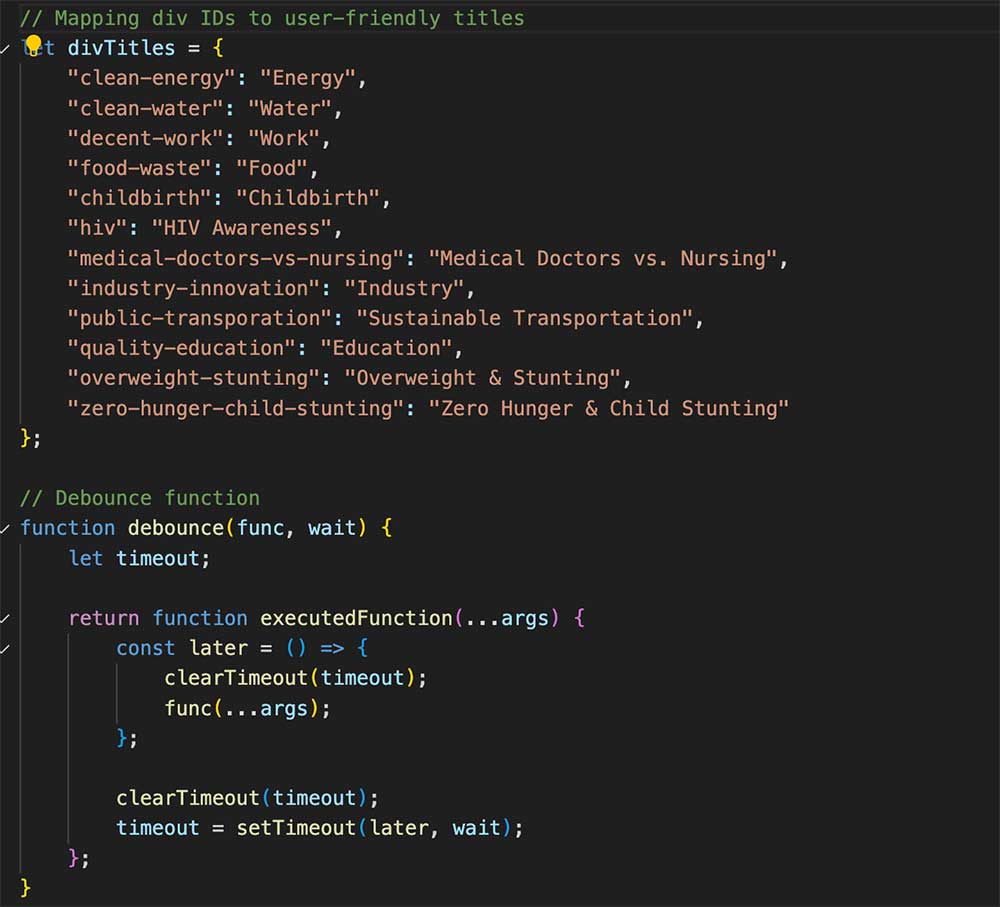 // Mapping div IDs to user-friendly titles
let divTitles = {
    "clean-energy": "Energy",
    "clean-water": "Water",
    "decent-work": "Work",
    "food-waste": "Food",
    "childbirth": "Childbirth",
    "hiv": "HIV Awareness",
    "medical-doctors-vs-nursing": "Medical Doctors vs. Nursing",
    "industry-innovation": "Industry",
    "public-transporation": "Sustainable Transportation",
    "quality-education": "Education",
    "overweight-stunting": "Overweight & Stunting",
    "zero-hunger-child-stunting": "Zero Hunger & Child Stunting"
};
// Debounce function
function debounce(func, wait) {
    let timeout;
    return function executedFunction(...args) {
        const later = () => {
            clearTimeout(timeout);
            func(...args);
        };
        clearTimeout(timeout);
        timeout = setTimeout(later, wait);
    };
}